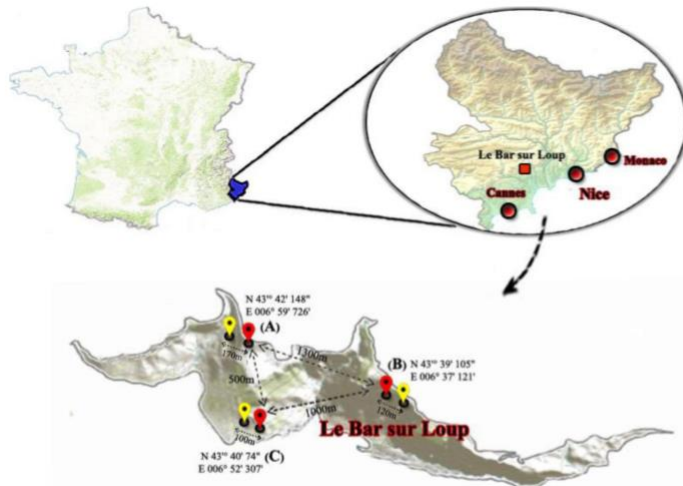 Le Bar sur Loup
Monaco
Cannes
Nice
N 43°" 42' 148"
E 006° 59' 726'
(A)
170m
1300m
500m
(B)
N 43°" 39' 105"
E 006° 37' 121'
120m
1000m
Le Bar sur Loup
100m
(C)
N 43°" 40' 74"
E 006° 52' 307'